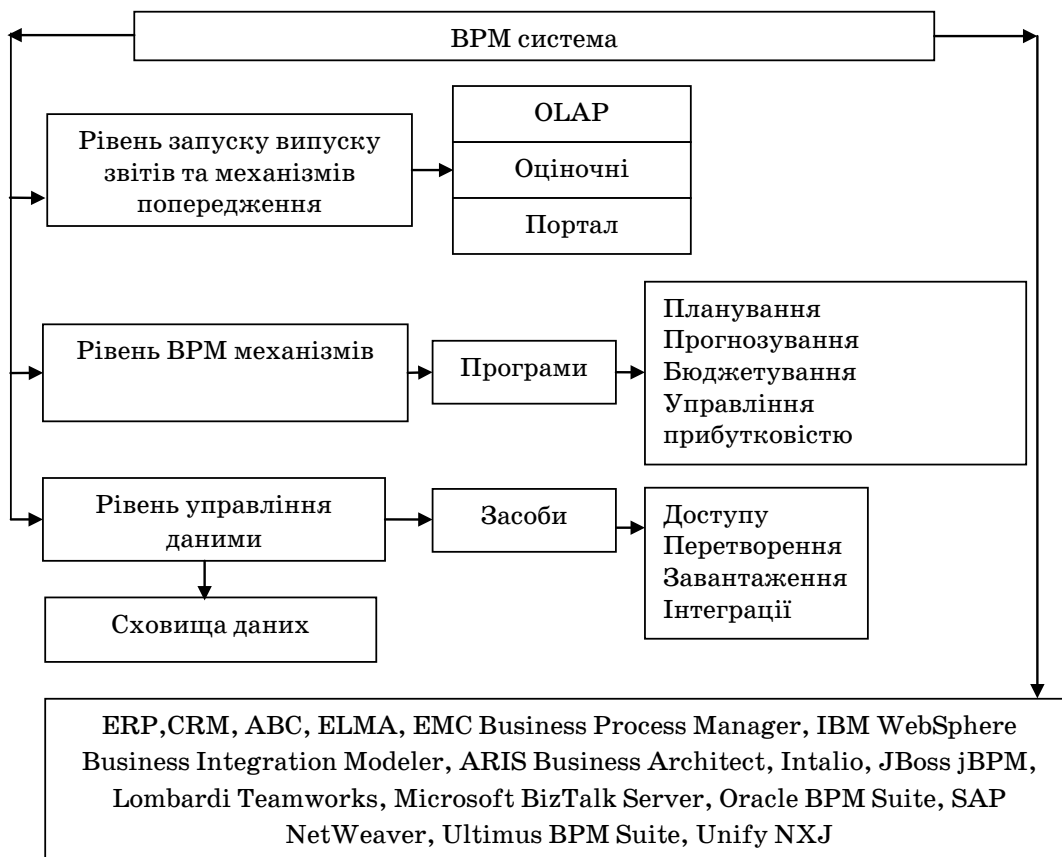 BPM система
Рівень запуску випуску
звітів та механізмів
попередження
OLAP
Оціночні
Портал
Рівень BPM механізмів
Програми
Планування
Прогнозування
Бюджетування
Управління
прибутковістю
Рівень управління
даними
Засоби
Доступу
Перетворення
Завантаження
Інтеграції
Сховища даних
ERP,CRM, ABC, ELMA, EMC Business Process Manager, IBM WebSphere
Business Integration Modeler, ARIS Business Architect, Intalio, JBoss jBPM,
Lombardi Teamworks, Microsoft BizTalk Server, Oracle BPM Suite, SAP
NetWeaver, Ultimus BPM Suite, Unify NXJ